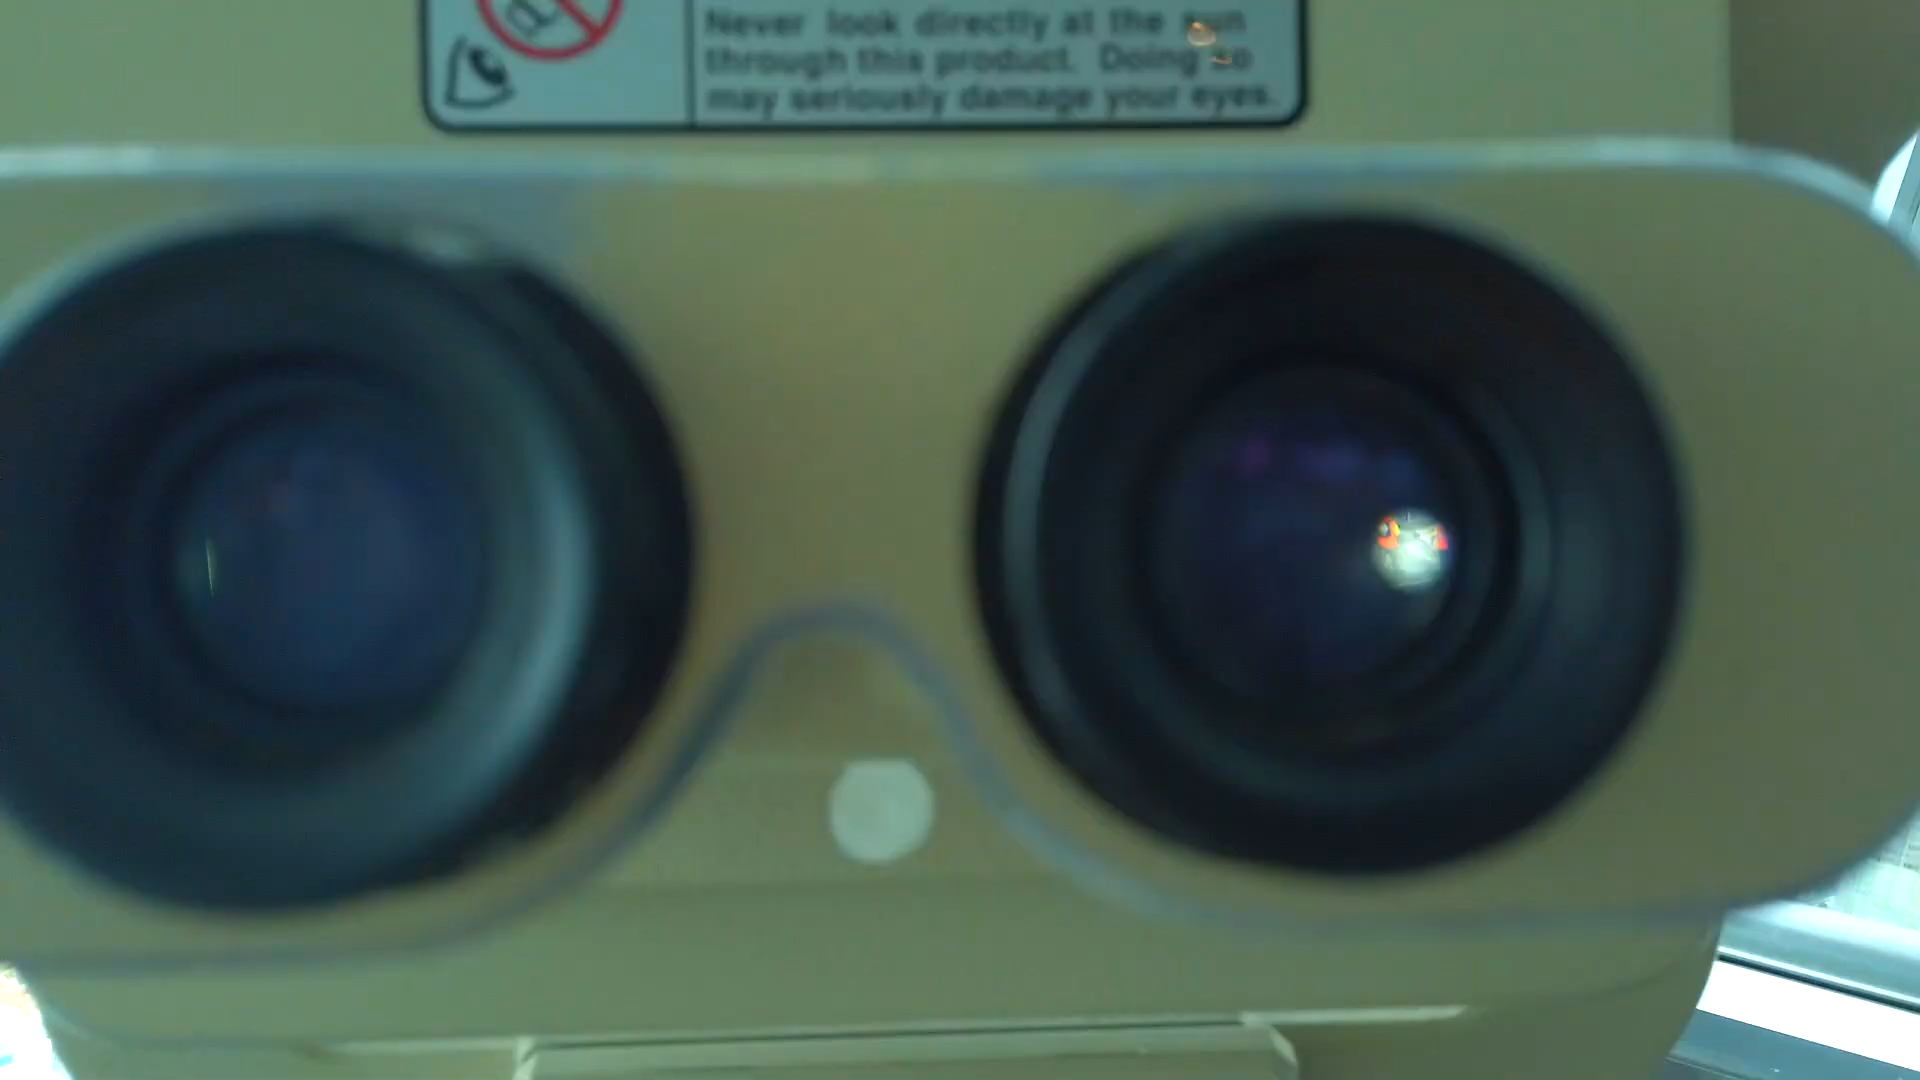 Never look directly at the sun
through this product. Doing so
may seriously damage your eyes.